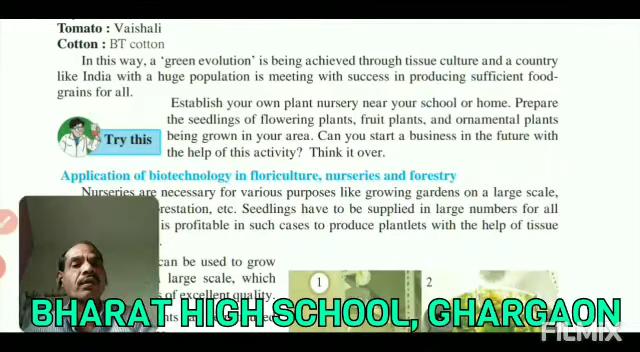 Tomato : Vaishali
Cotton : BT cotton
In this way, a ‘green evolution’ is being achieved through tissue culture and a country
like India with a huge population is meeting with success in producing sufficient food-
grains for all.
Establish your own plant nursery near your school or home. Prepare
the seedlings of flowering plants, fruit plants, and ornamental plants
Try this being grown in your area. Can you start a business in the future with
the help of this activity? Think it over.
Application of biotechnology in floriculture, nurseries and forestry
Nurseries are necessary for various purposes like growing gardens on a large scale,
restation, etc. Seedlings have to be supplied in large numbers for all
is profitable in such cases to produce plantlets with the help of tissue
can be used to grow
large scale, which
of excellent quality.
1
2
BHARAT HIGH SCHOOL, GHARGAON
FILMIX